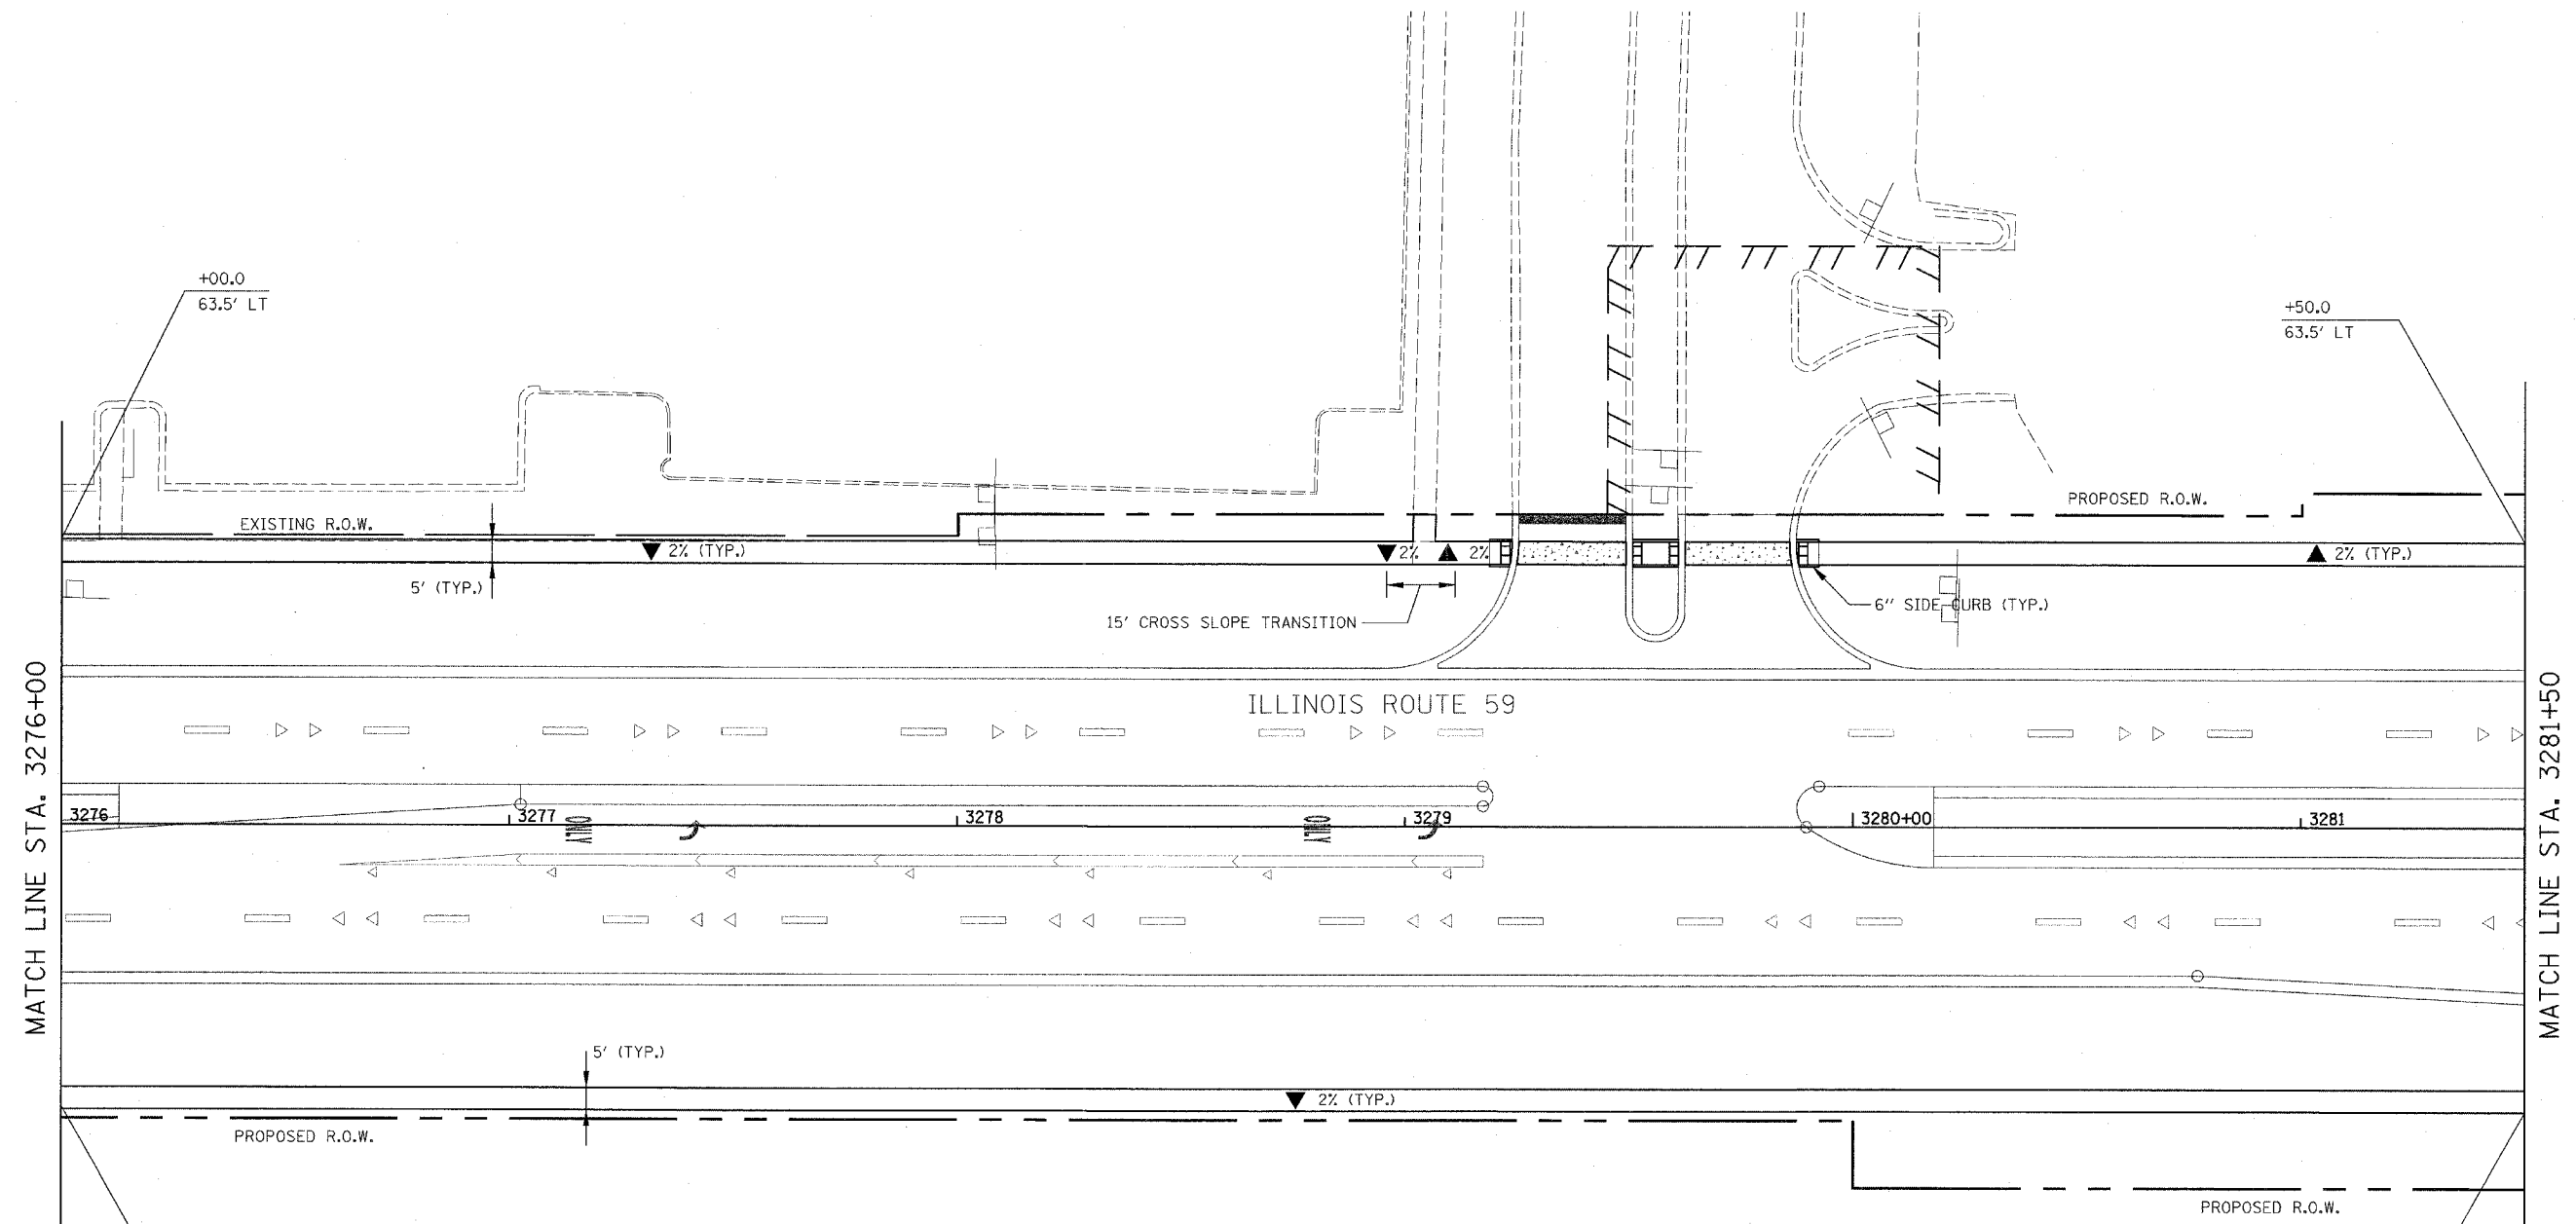 +00.0
63.5' LT
+50.0
63.5' LT
EXISTING R.O.W.
PROPOSED R.O.W.
2% (TYP.)
2%
2%
2% (TYP.)
5' (TYP.)
15' CROSS SLOPE TRANSITION
6" SIDE CURB (TYP.)
ILLINOIS ROUTE 59
MATCH LINE STA. 3276+00
MATCH LINE STA. 3281+50
3276
3277
ONLY
3278
ONLY
3279
3280+00
3281
5' (TYP.)
2% (TYP.)
PROPOSED R.O.W.
PROPOSED R.O.W.